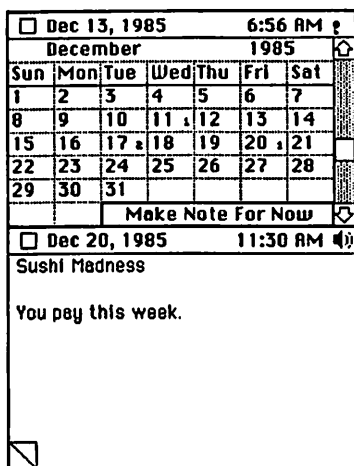 Dec 13, 1985 6:56 AM
December 1985
Sun Mon Tue Wed Thu Fri Sat
1 2 3 4 5 6 7
8 9 10 11 1 12 13 14
15 16 17 2 18 19 20 1 21
22 23 24 25 26 27 28
29 30 31
Make Note For Now
Dec 20, 1985 11:30 AM
Sushi Madness
You pay this week.